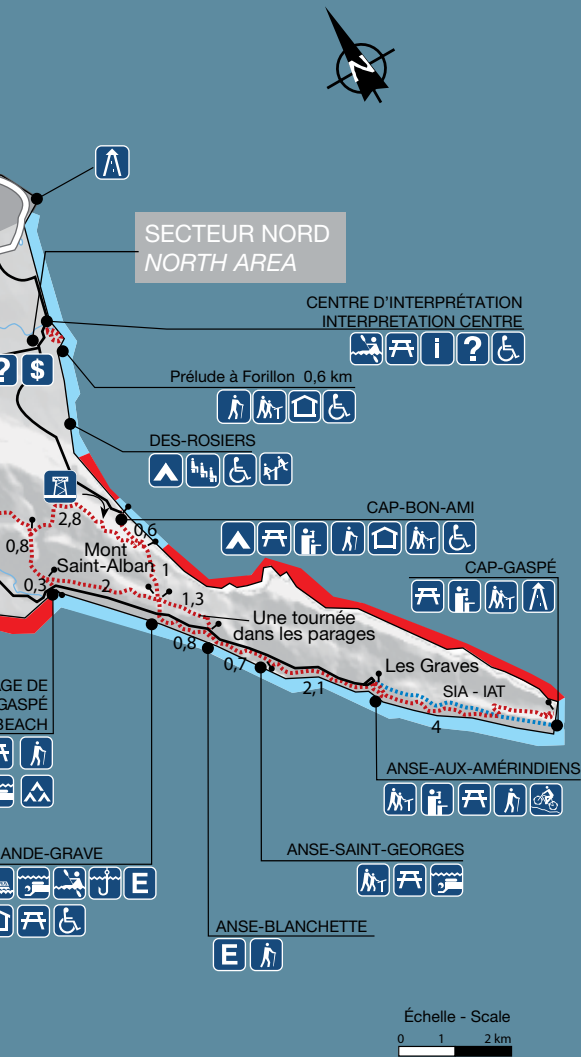 N
SECTEUR NORD
NORTH AREA
CENTRE D'INTERPRÉTATION
INTERPRETATION CENTRE
i ?
? $
Prélude à Forillon 0,6 km
DES-ROSIERS
2,8
0,6
CAP-BON-AMI
0,8
Mont
Saint-Alban
1
CAP-GASPÉ
0,3
2
1,3
Une tournée
dans les parages
0,8
0,7
Les Graves
2,1
SIA - IAT
4
AGE DE
GASPÉ
BEACH
ANSE-AUX-AMÉRINDIENS
ANDE-GRAVE
E
ANSE-SAINT-GEORGES
ANSE-BLANCHETTE
E
Échelle - Scale
0 1 2 km